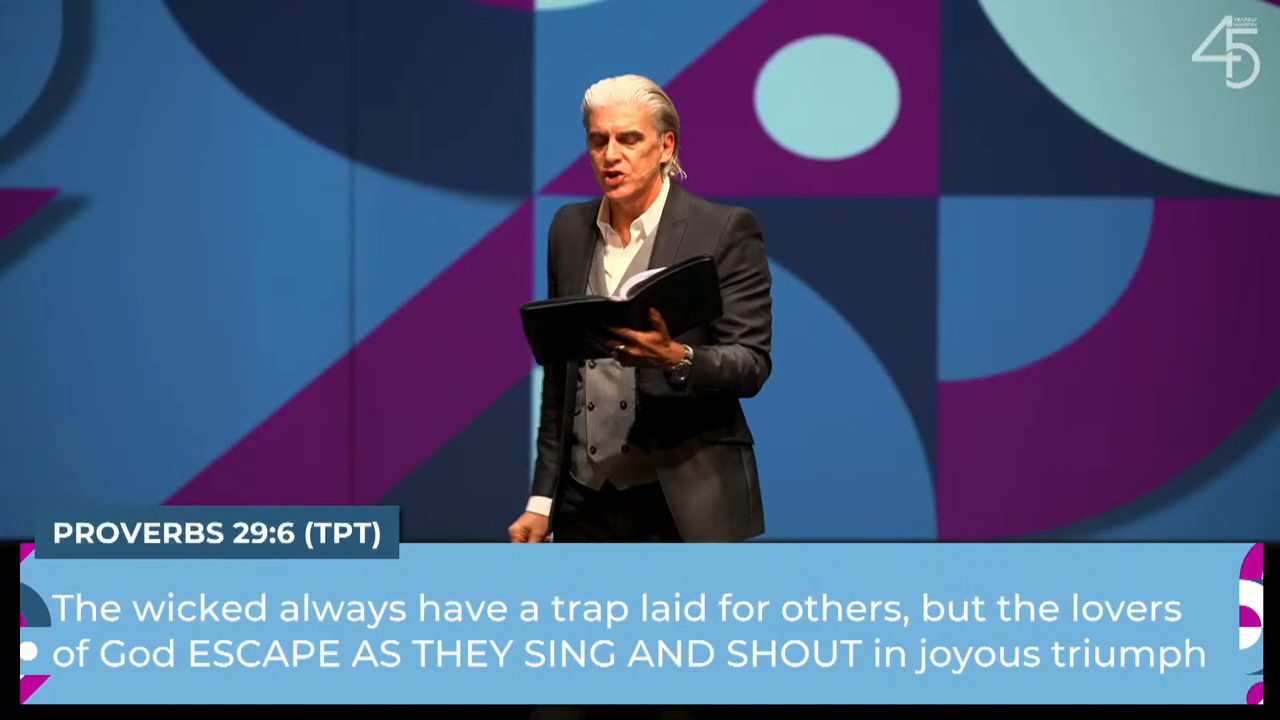 45
PROVERBS 29:6 (TPT)
The wicked always have a trap laid for others, but the lovers
of God ESCAPE AS THEY SING AND SHOUT in joyous triumph